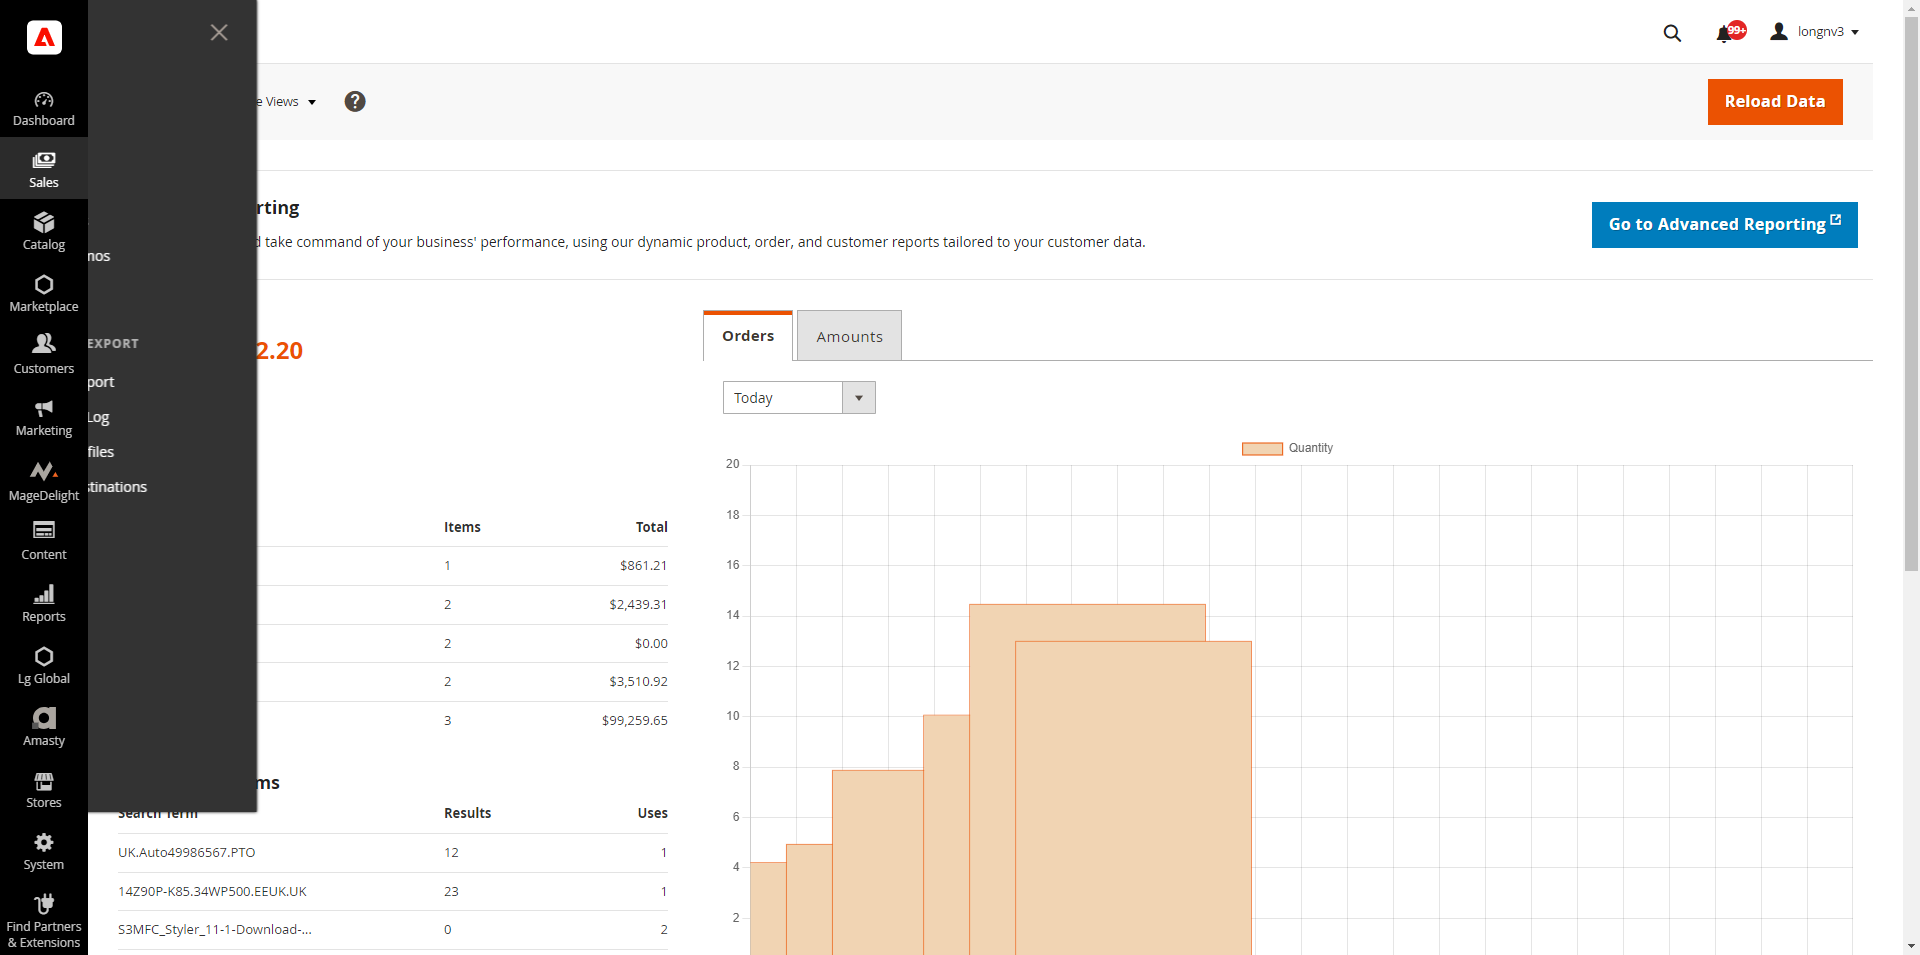 Dashboard
Sales
Catalog
Marketplace
Customers
Marketing
MageDelight
Content
Reports
Lg Global
Amasty
Stores
System
Find Partners
& Extensions
mos
EXPORT
port
Log
files
stinations
99+
longnv3
e Views
?
Reload Data
rting
d take command of your business' performance, using our dynamic product, order, and customer reports tailored to your customer data.
Go to Advanced Reporting
2.20
Items Total
1 $861.21
2 $2,439.31
2 $0.00
2 $3,510.92
3 $99,259.65
ms
Search Term Results Uses
UK.Auto49986567.PTO 12 1
14Z90P-K85.34WP500.EEUK.UK 23 1
S3MFC_Styler_11-1-Download-... 0 2
Orders Amounts
Today
Quantity
20
18
16
14
12
10
8
6
4
2